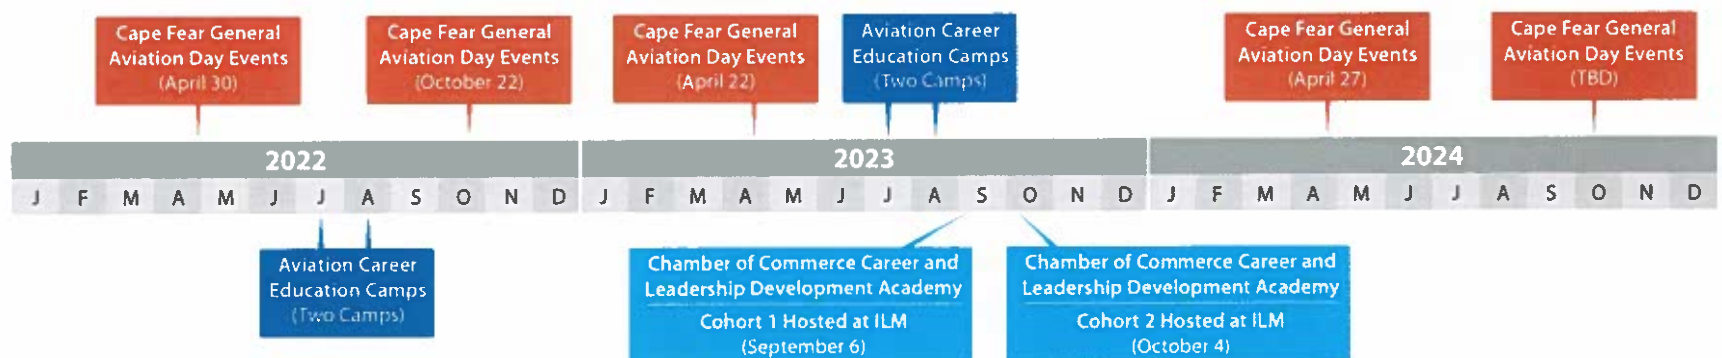 Cape Fear General
Aviation Day Events
(April 30)
Cape Fear General
Aviation Day Events
(October 22)
Cape Fear General
Aviation Day Events
(April 22)
Aviation Career
Education Camps
(Two Camps)
Cape Fear General
Aviation Day Events
(April 27)
Cape Fear General
Aviation Day Events
(TBD)
2022 2023 2024
J F M A M J J A S O N D J F M A M J J A S O N D J F M A M J J A S O N D
Aviation Career
Education Camps
(Two Camps)
Chamber of Commerce Career and
Leadership Development Academy
Cohort 1 Hosted at ILM
(September 6)
Chamber of Commerce Career and
Leadership Development Academy
Cohort 2 Hosted at ILM
(October 4)